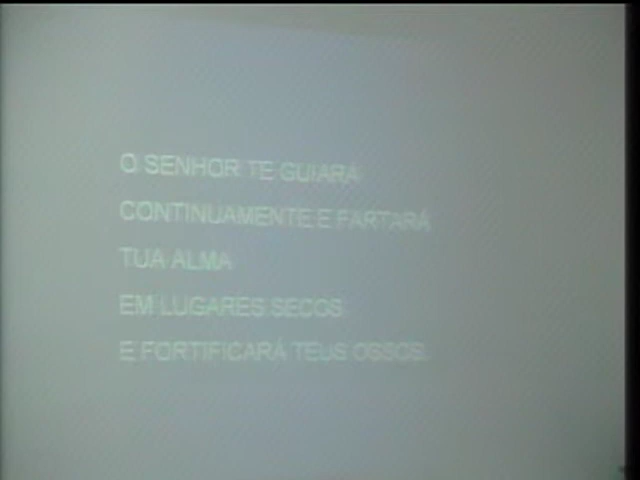 O SENHOR TE GUIARÁ
CONTINUAMENTE E FARTARÁ
TUA ALMA
EM LUGARES SECOS
E FORTIFICARÁ TEUS OSSOS.